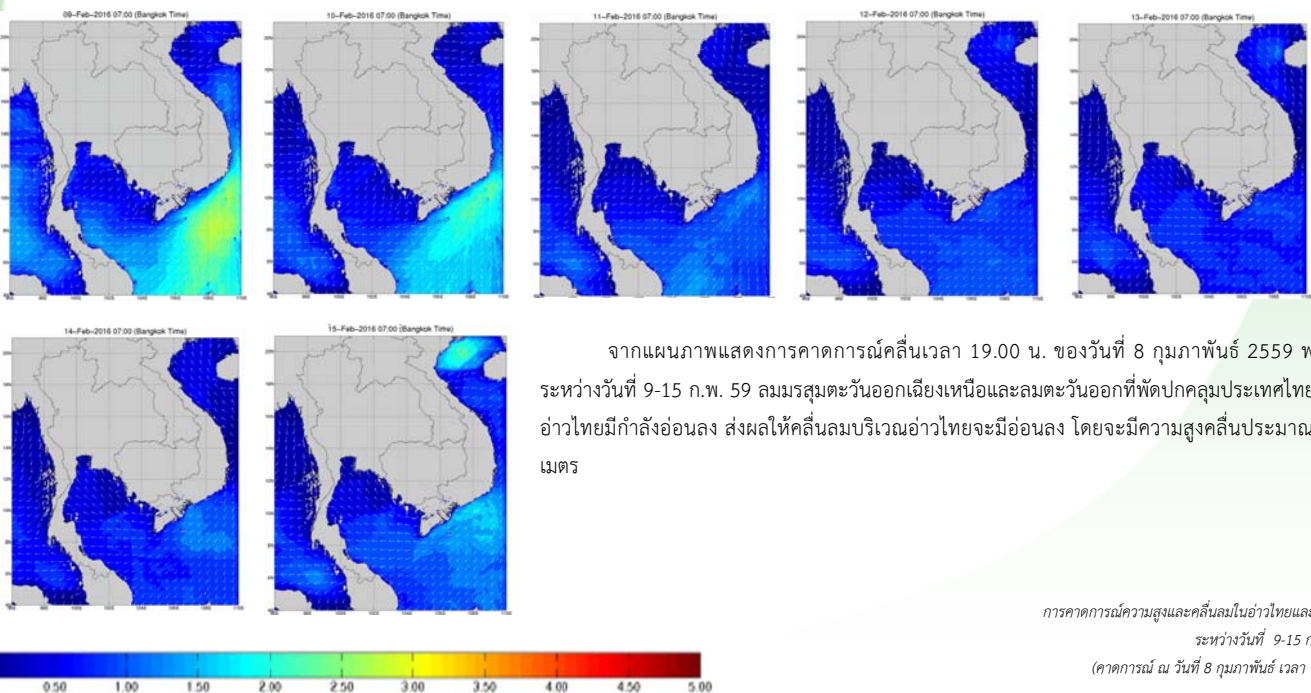 09-Feb-2016 07:00 (Bangkok Time)
10-Feb-2016 07:00 (Bangkok Time)
11-Feb-2016 07:00 (Bangkok Time)
12-Feb-2016 07:00 (Bangkok Time)
13-Feb-2016 07:00 (Bangkok Time)
14-Feb-2016 07:00 (Bangkok Time)
15-Feb-2016 07:00 (Bangkok Time)
จากแผนภาพแสดงการคาดการณ์คลื่นเวลา 19.00 น. ของวันที่ 8 กุมภาพันธ์ 2559 พ
ระหว่างวันที่ 9-15 ก.พ. 59 ลมมรสุมตะวันออกเฉียงเหนือและลมตะวันออกที่พัดปกคลุมประเทศไทย
อ่าวไทยมีกำลังอ่อนลง ส่งผลให้คลื่นลมบริเวณอ่าวไทยจะมีอ่อนลง โดยจะมีความสูงคลื่นประมาณ
เมตร
การคาดการณ์ความสูงและคลื่นลมในอ่าวไทยและ
ระหว่างวันที่ 9-15 ก
(คาดการณ์ ณ วันที่ 8 กุมภาพันธ์ เวลา
0.50 1.00 1.50 2.00 2.50 3.00 3.50 4.00 4.50 5.00